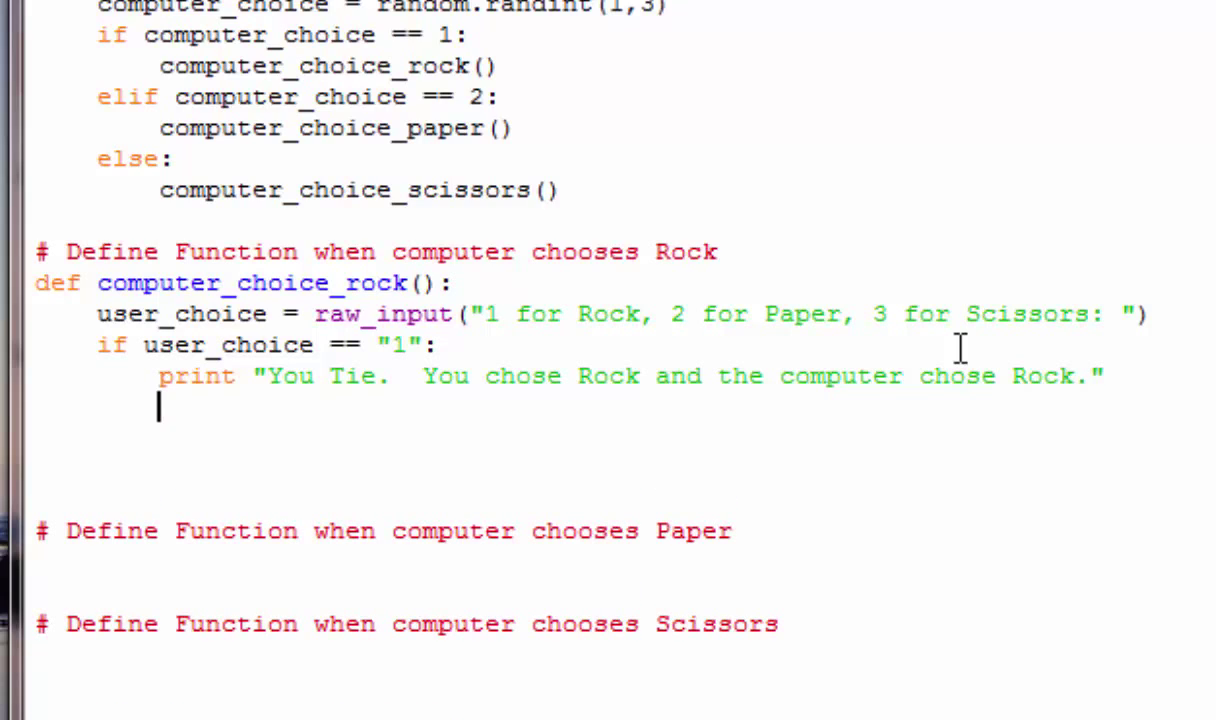 computer_choice = random.randint(1,3)
if computer_choice == 1:
computer_choice_rock()
elif computer_choice == 2:
computer_choice_paper()
else:
computer_choice_scissors()
# Define Function when computer chooses Rock
def computer_choice_rock():
user_choice = raw_input("1 for Rock, 2 for Paper, 3 for Scissors: ")
if user_choice == "1":
print "You Tie.  You chose Rock and the computer chose Rock."
# Define Function when computer chooses Paper
# Define Function when computer chooses Scissors